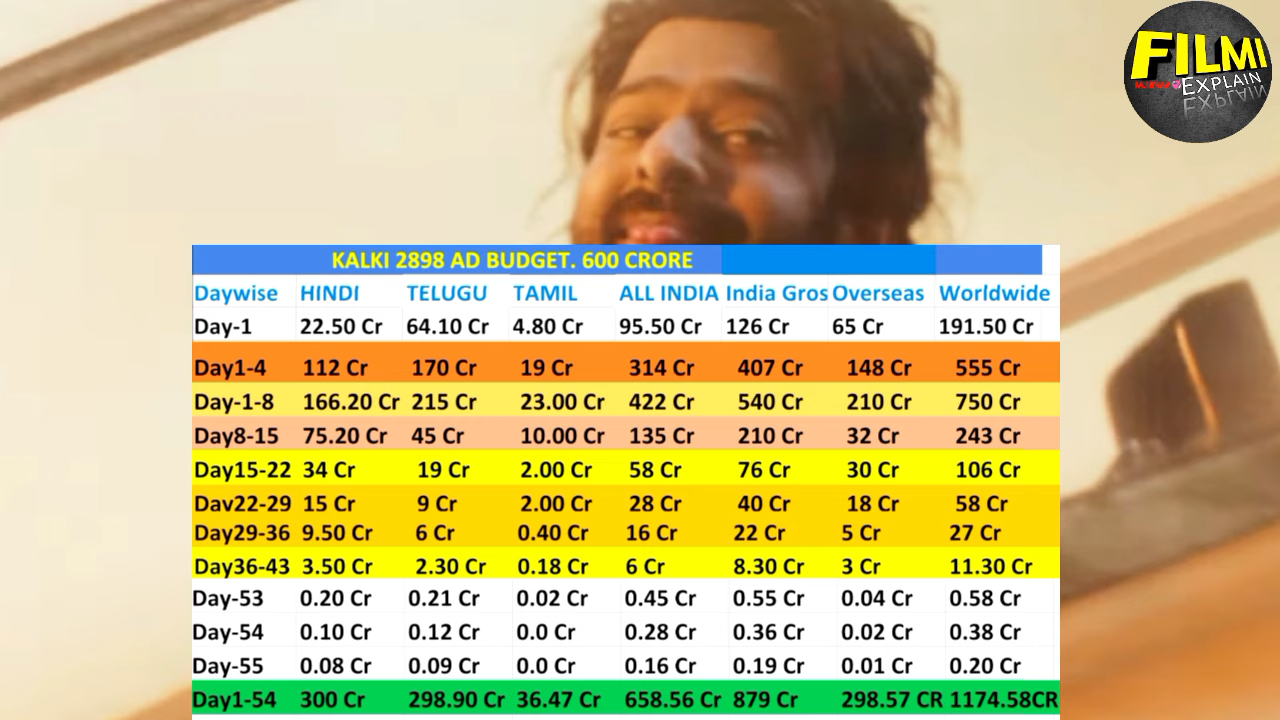 FILMI
EXPLAIN
KALKI 2898 AD BUDGET. 600 CRORE
Daywise HINDI TELUGU TAMIL ALL INDIA India Gros Overseas Worldwide
Day-1 22.50 Cr 64.10 Cr 4.80 Cr 95.50 Cr 126 Cr 65 Cr 191.50 Cr
Day1-4 112 Cr 170 Cr 19 Cr 314 Cr 407 Cr 148 Cr 555 Cr
Day-1-8 166.20 Cr 215 Cr 23.00 Cr 422 Cr 540 Cr 210 Cr 750 Cr
Day8-15 75.20 Cr 45 Cr 10.00 Cr 135 Cr 210 Cr 32 Cr 243 Cr
Day15-22 34 Cr 19 Cr 2.00 Cr 58 Cr 76 Cr 30 Cr 106 Cr
Day22-29 15 Cr 9 Cr 2.00 Cr 28 Cr 40 Cr 18 Cr 58 Cr
Day29-36 9.50 Cr 6 Cr 0.40 Cr 16 Cr 22 Cr 5 Cr 27 Cr
Day36-43 3.50 Cr 2.30 Cr 0.18 Cr 6 Cr 8.30 Cr 3 Cr 11.30 Cr
Day-53 0.20 Cr 0.21 Cr 0.02 Cr 0.45 Cr 0.55 Cr 0.04 Cr 0.58 Cr
Day-54 0.10 Cr 0.12 Cr 0.0 Cr 0.28 Cr 0.36 Cr 0.02 Cr 0.38 Cr
Day-55 0.08 Cr 0.09 Cr 0.0 Cr 0.16 Cr 0.19 Cr 0.01 Cr 0.20 Cr
Day1-54 300 Cr 298.90 Cr 36.47 Cr 658.56 Cr 879 Cr 298.57 CR 1174.58CR